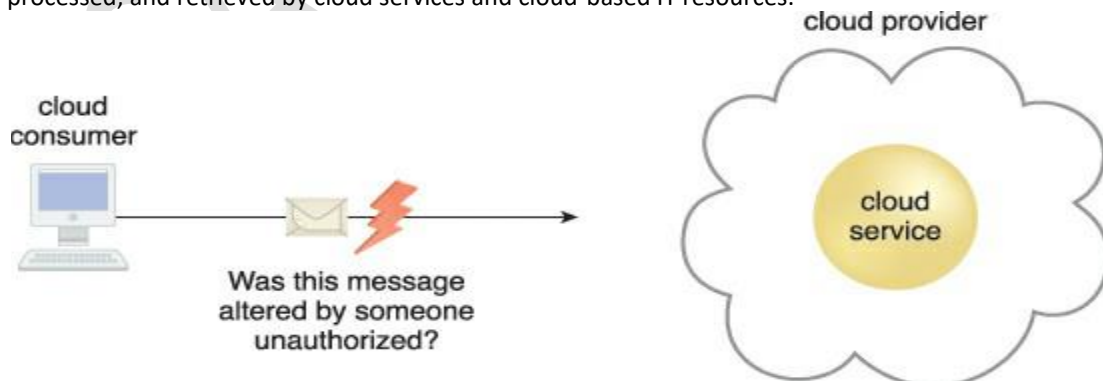 processed, and retrieved by cloud services and cloud-based IT resources.
cloud provider
cloud
consumer
cloud
service
Was this message
altered by someone
unauthorized?